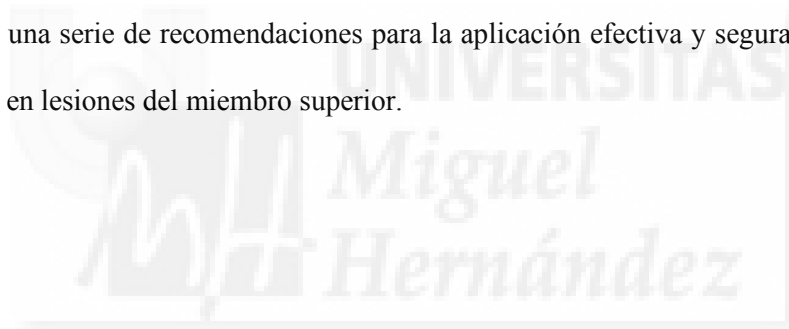 una serie de recomendaciones para la aplicación efectiva y segura
en lesiones del miembro superior.
UNIVERSITAS
Miguel
Hernández